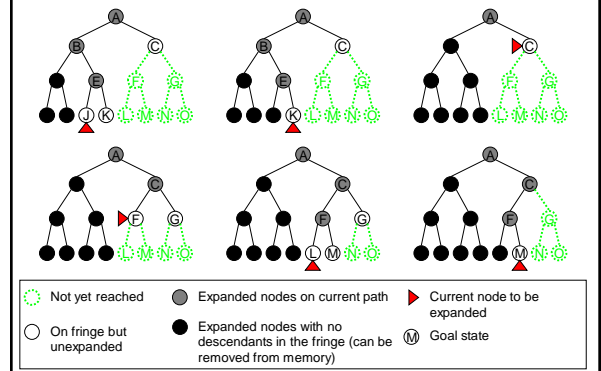 A A A
B C B C C
E F G E F G F G
J K L M N O K L M N O L M N O
A A A
C C C
F G F G F G
L M N O L M N O M N O
Not yet reached
Expanded nodes on current path
Current node to be
expanded
On fringe but
unexpanded
Expanded nodes with no
descendants in the fringe (can be
removed from memory)
M Goal state